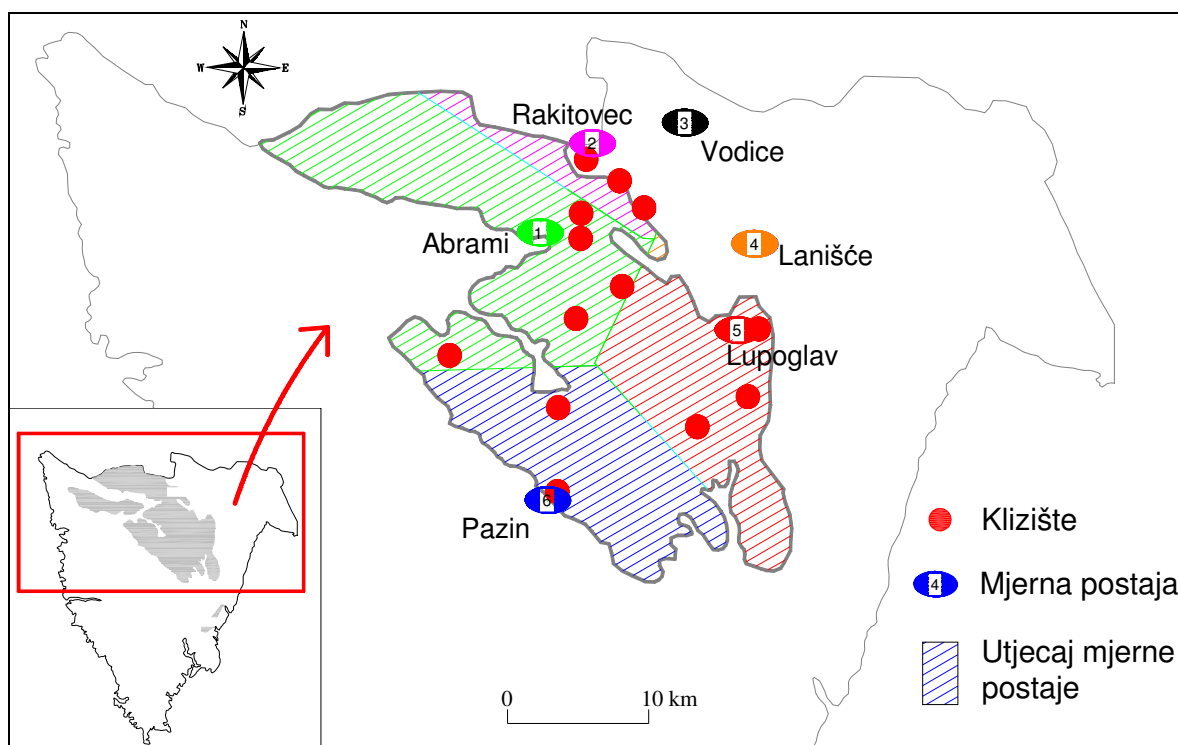 N
W E
S
Rakitovec
2
3
Vodice
1
Abrami
4
Lanišće
5
Lupoglav
6
Pazin
Klizište
4
Mjerna postaja
Utjecaj mjerne
postaje
0 10 km